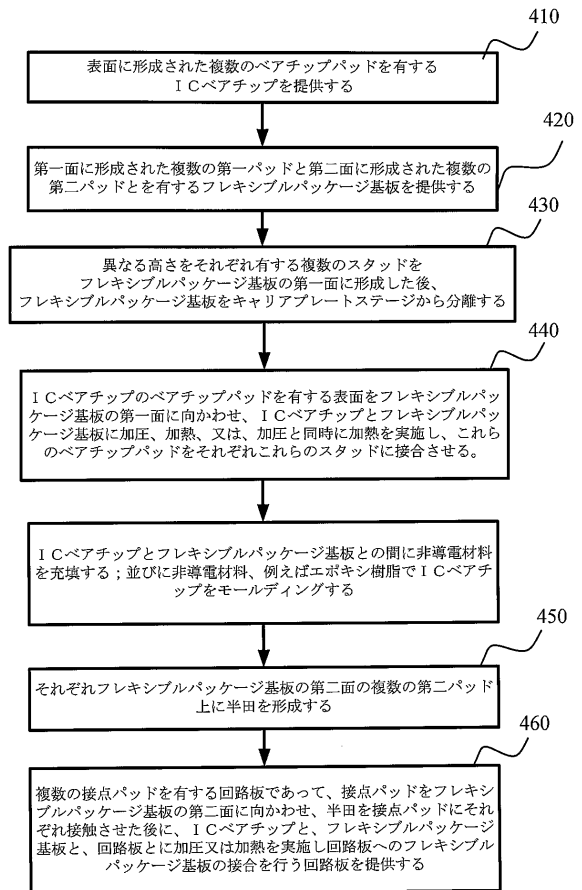 410
表面に形成された複数のベアチップパッドを有する
ＩＣベアチップを提供する
420
第一面に形成された複数の第一パッドと第二面に形成された複数の
第二パッドとを有するフレキシブルパッケージ基板を提供する
430
異なる高さをそれぞれ有する複数のスタッドを
フレキシブルパッケージ基板の第一面に形成した後、
フレキシブルパッケージ基板をキャリアプレートステージから分離する
440
ＩＣベアチップのベアチップパッドを有する表面をフレキシブルパッ
ケージ基板の第一面に向かわせ、ＩＣベアチップとフレキシブルパッ
ケージ基板に加圧、加熱、又は、加圧と同時に加熱を実施し、これら
のベアチップパッドをそれぞれこれらのスタッドに接合させる。
ＩＣベアチップとフレキシブルパッケージ基板との間に非導電材料
を充填する；並びに非導電材料、例えばエポキシ樹脂でＩＣベアチ
ップをモールディングする
450
それぞれフレキシブルパッケージ基板の第二面の複数の第二パッド
上に半田を形成する
460
複数の接点パッドを有する回路板であって、接点パッドをフレキシ
ブルパッケージ基板の第二面に向かわせ、半田を接点パッドにそれ
ぞれ接触させた後に、ＩＣベアチップと、フレキシブルパッケージ
基板と、回路板とに加圧又は加熱を実施し回路板へのフレキシブル
パッケージ基板の接合を行う回路板を提供する